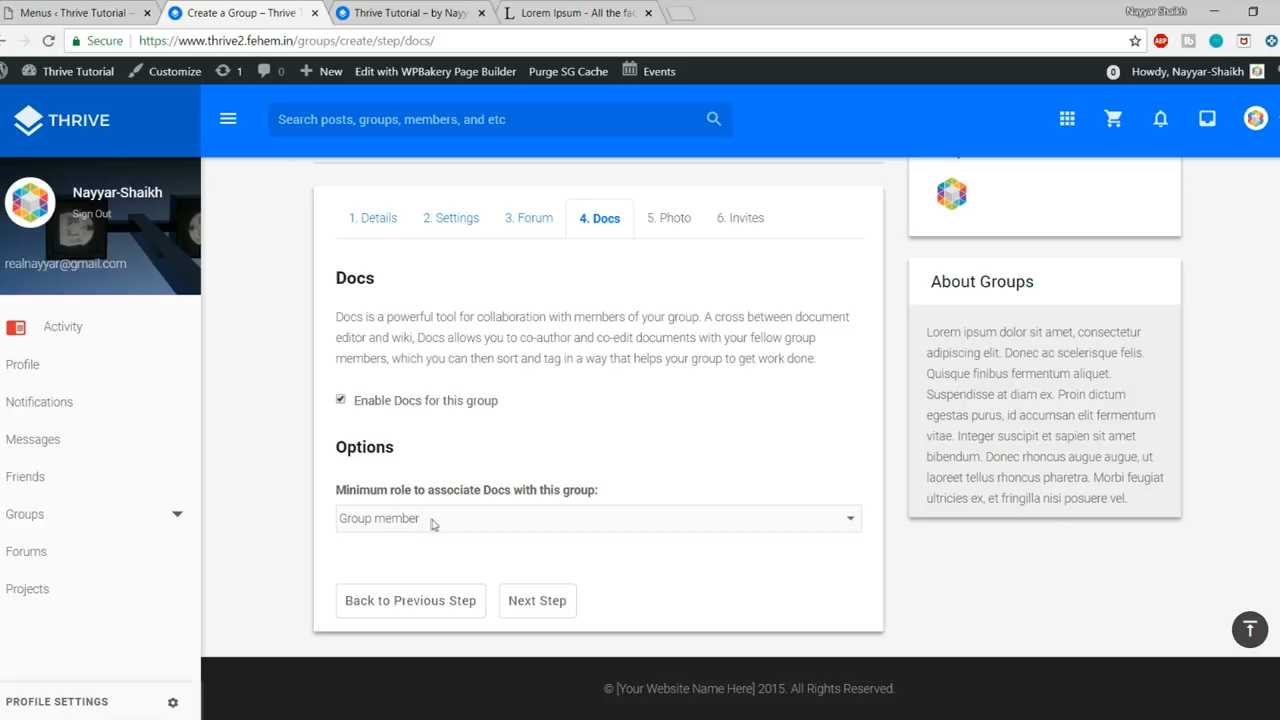 Menus ‹ Thrive Tutorial —
Create a Group – Thrive T
Thrive Tutorial – by Nayy
Lorem Ipsum - All the fac
Nayyar Shaikh
Secure
https://www.thrive2.fehem.in/groups/create/step/docs/
ABP
Thrive Tutorial
Customize
1
0
New
Edit with WPBakery Page Builder
Purge SG Cache
Events
0
Howdy, Nayyar-Shaikh
THRIVE
Search posts, groups, members, and etc
Nayyar-Shaikh
Sign Out
realnayyar@gmail.com
Activity
Profile
Notifications
Messages
Friends
Groups
Forums
Projects
PROFILE SETTINGS
1. Details
2. Settings
3. Forum
4. Docs
5. Photo
6. Invites
Docs
Docs is a powerful tool for collaboration with members of your group. A cross between document
editor and wiki, Docs allows you to co-author and co-edit documents with your fellow group
members, which you can then sort and tag in a way that helps your group to get work done.
Enable Docs for this group
Options
Minimum role to associate Docs with this group:
Group member
Back to Previous Step
Next Step
About Groups
Lorem ipsum dolor sit amet, consectetur
adipiscing elit. Donec ac scelerisque felis.
Quisque finibus fermentum aliquet.
Suspendisse at diam ex. Proin dictum
egestas purus, id accumsan elit fermentum
vitae. Integer suscipit et sapien sit amet
bibendum. Donec rhoncus augue augue, ut
laoreet tellus rhoncus pharetra. Morbi feugiat
ultricies ex, et fringilla nisi posuere vel.
© [Your Website Name Here] 2015. All Rights Reserved.